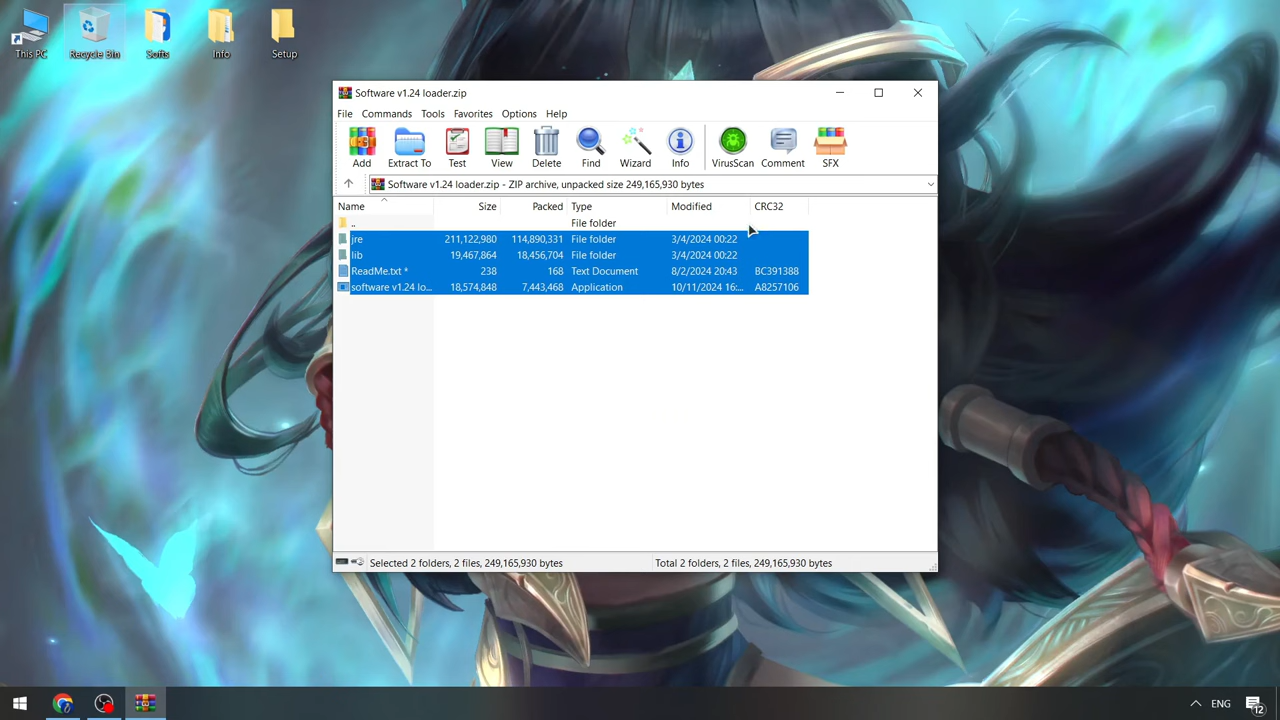 This PC
Recycle Bin
Softs
Info
Setup
Software v1.24 loader.zip
File Commands Tools Favorites Options Help
Add Extract To Test View Delete Find Wizard Info VirusScan Comment SFX
Software v1.24 loader.zip - ZIP archive, unpacked size 249,165,930 bytes
Name Size Packed Type Modified CRC32
.. File folder
jre 211,122,980 114,890,331 File folder 3/4/2024 00:22
lib 19,467,864 18,456,704 File folder 3/4/2024 00:22
ReadMe.txt * 238 168 Text Document 8/2/2024 20:43 BC391388
software v1.24 lo... 18,574,848 7,443,468 Application 10/11/2024 16:... A8257106
Selected 2 folders, 2 files, 249,165,930 bytes
Total 2 folders, 2 files, 249,165,930 bytes
ENG
12